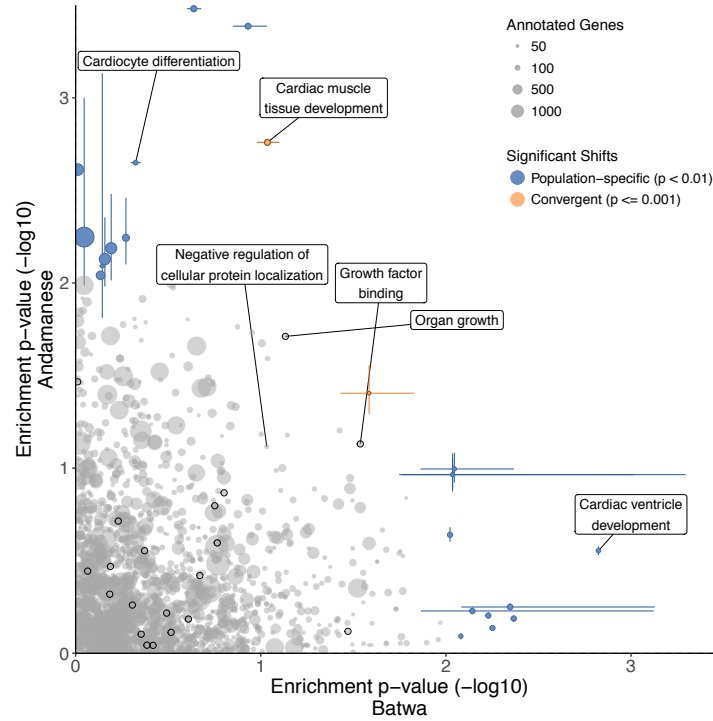 Annotated Genes
50
100
500
1000
Significant Shifts
Population−specific (p < 0.01)
Convergent (p <= 0.001)
Cardiocyte differentiation
Cardiac muscle
tissue development
Negative regulation of
cellular protein localization
Growth factor
binding
Organ growth
Cardiac ventricle
development
Enrichment p−value (−log10)
Andamanese
3
2
1
0
0
1
2
3
Enrichment p−value (−log10)
Batwa